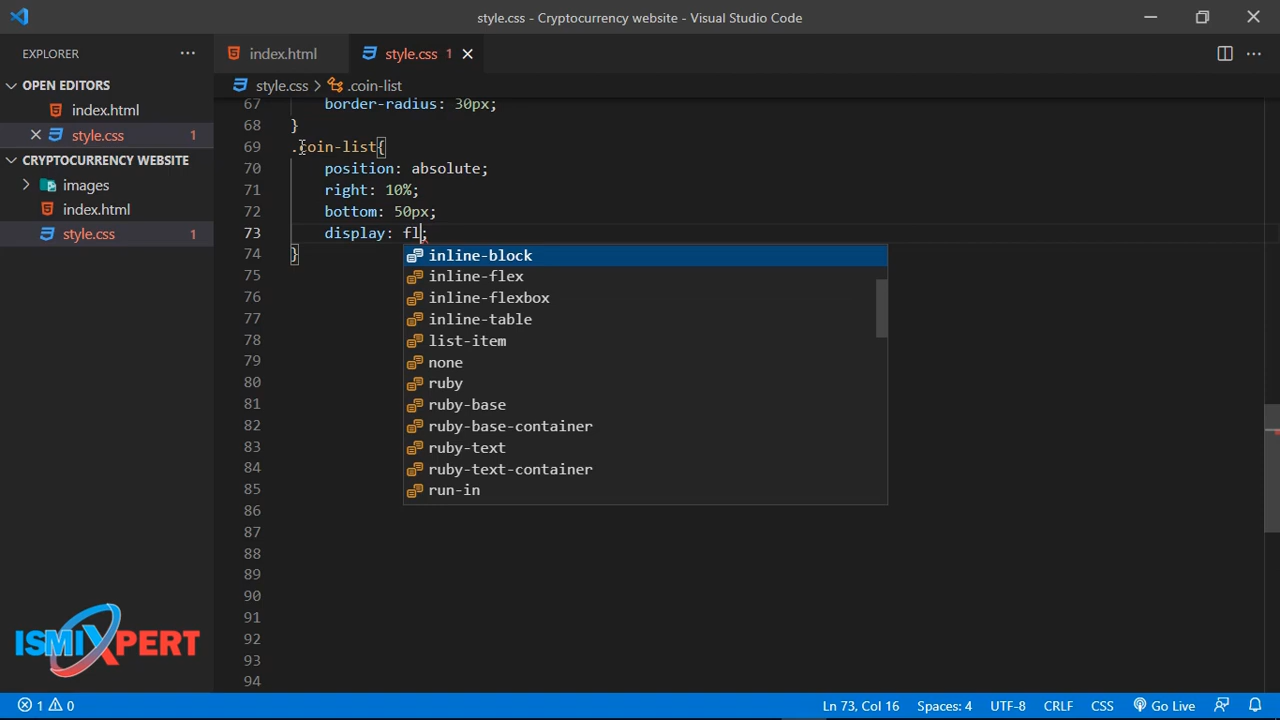 style.css - Cryptocurrency website - Visual Studio Code
EXPLORER
index.html
style.css 1
OPEN EDITORS
index.html
style.css 1
CRYPTOCURRENCY WEBSITE
images
index.html
style.css 1
style.css > .coin-list
67 border-radius: 30px;
68 }
69 .coin-list{
70 position: absolute;
71 right: 10%;
72 bottom: 50px;
73 display: fl;
74 }
75
76
77
78
79
80
81
82
83
84
85
86
87
88
89
90
91
92
93
94
inline-block
inline-flex
inline-flexbox
inline-table
list-item
none
ruby
ruby-base
ruby-base-container
ruby-text
ruby-text-container
run-in
ISMIXPERT
1 0
Ln 73, Col 16
Spaces: 4
UTF-8
CRLF
CSS
Go Live